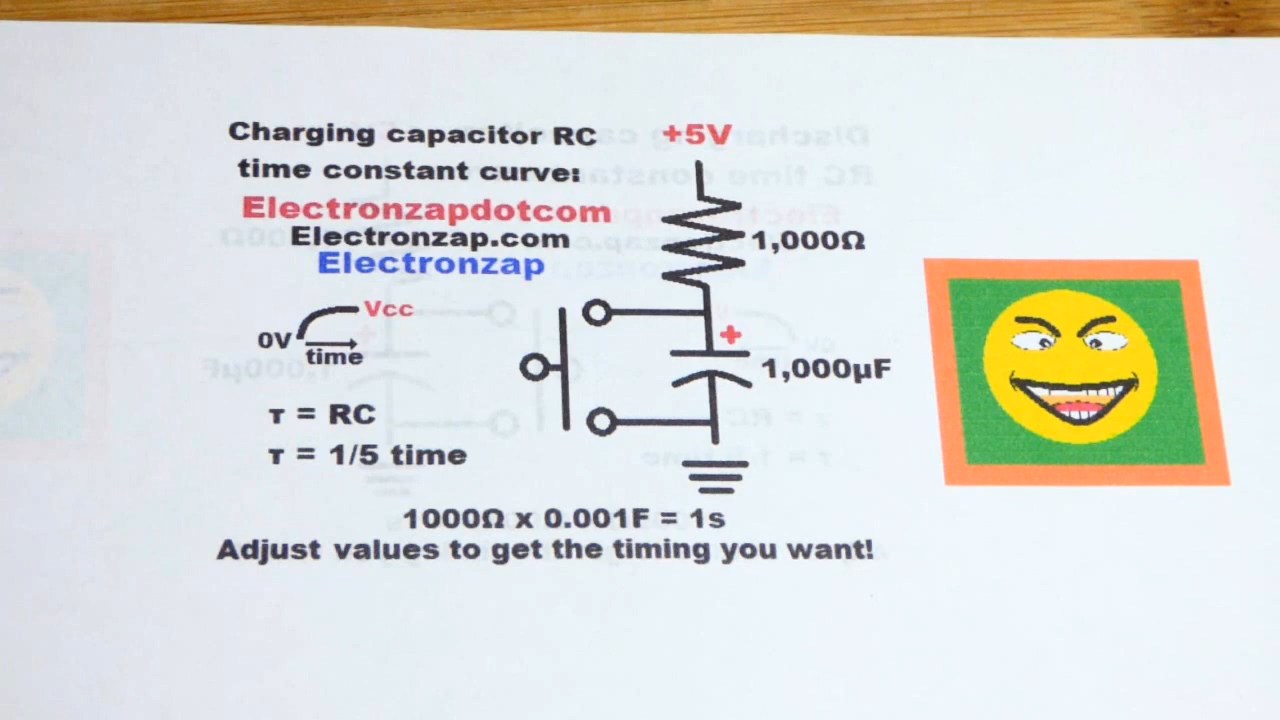 Charging capacitor RC
time constant curve:
Electronzapdotcom
Electronzap.com
Electronzap
+5V
1,000Ω
Vcc
0V
time
+
1,000µF
τ = RC
τ = 1/5 time
1000Ω x 0.001F = 1s
Adjust values to get the timing you want!